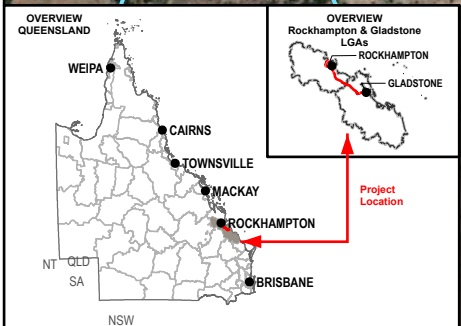 OVERVIEW
QUEENSLAND
WEIPA
CAIRNS
TOWNSVILLE
MACKAY
ROCKHAMPTON
BRISBANE
NT
QLD
SA
NSW
OVERVIEW
Rockhampton & Gladstone
LGAs
ROCKHAMPTON
GLADSTONE
Project
Location